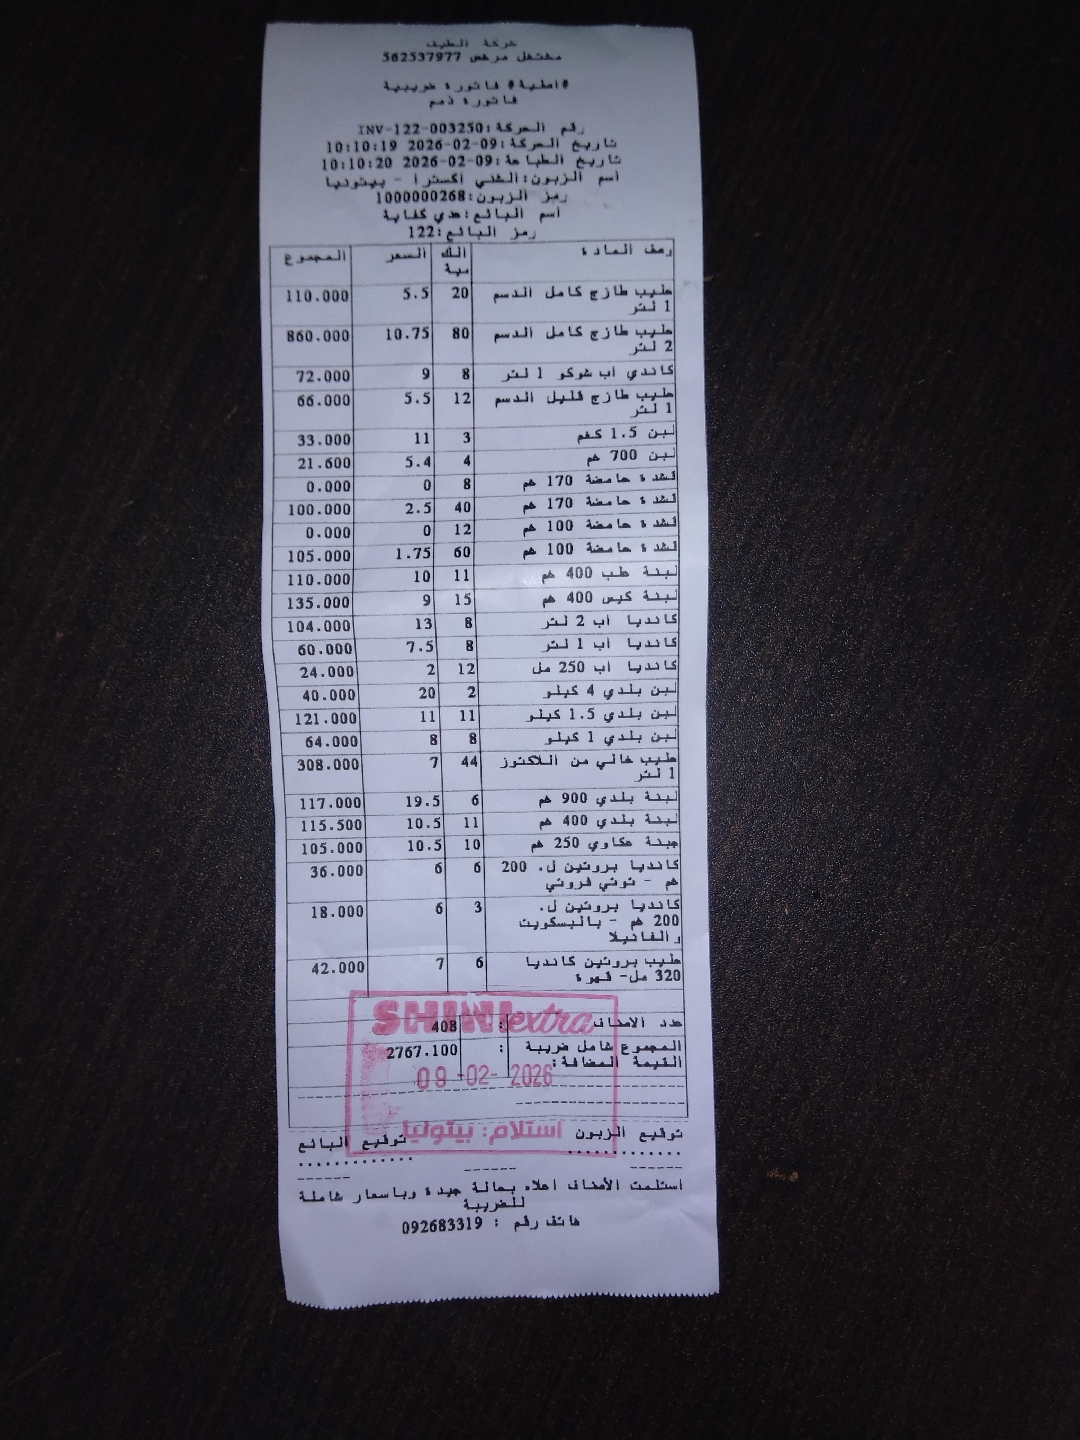 شركة الطيف
مشتغل مرخص 562537977
#اصلية# فاتورة ضريبية
فاتورة ذمم
رقم الحركة:INV-122-003250
تاريخ الحركة:09-02-2026 10:10:19
تاريخ الطباعة:09-02-2026 10:10:20
اسم الزبون:الشني اكسترا - بيتونيا
رمز الزبون:1000000268
اسم البائع:عدي كفاية
رمز البائع:122
وصف المادة الكمية السعر المجموع
حليب طازج كامل الدسم 20 5.5 110.000
1 لتر
حليب طازج كامل الدسم 80 10.75 860.000
2 لتر
كاندي اب شوكو 1 لتر 8 9 72.000
حليب طازج قليل الدسم 12 5.5 66.000
1 لتر
لبن 1.5 كغم 3 11 33.000
لبن 700 غم 4 5.4 21.600
قشدة حامضة 170 غم 8 0 0.000
قشدة حامضة 170 غم 40 2.5 100.000
قشدة حامضة 100 غم 12 0 0.000
قشدة حامضة 100 غم 60 1.75 105.000
لبنة علب 400 غم 11 10 110.000
لبنة كيس 400 غم 15 9 135.000
كانديا اب 2 لتر 8 13 104.000
كانديا اب 1 لتر 8 7.5 60.000
كانديا اب 250 مل 12 2 24.000
لبن بلدي 4 كيلو 2 20 40.000
لبن بلدي 1.5 كيلو 11 11 121.000
لبن بلدي 1 كيلو 8 8 64.000
حليب خالي من اللاكتوز 44 7 308.000
1 لتر
لبنة بلدي 900 غم 6 19.5 117.000
لبنة بلدي 400 غم 11 10.5 115.500
جبنة عكاوي 250 غم 10 10.5 105.000
كانديا بروتين ل. 200 6 6 36.000
غم - توتي فروتي
كانديا بروتين ل. 3 6 18.000
200 غم - بالبسكويت
والفانيلا
حليب بروتين كانديا 6 7 42.000
320 مل- قهوة
SHINI extra
عدد الاصناف : 408
المجموع شامل ضريبة : 2767.100
القيمة المضافة:
09-02-2026
استلام: بيتونيا
توقيع الزبون توقيع البائع
............. .............
استلمت الأصناف اعلاه بحالة جيدة وباسعار شاملة
للضريبة
هاتف رقم : 092683319